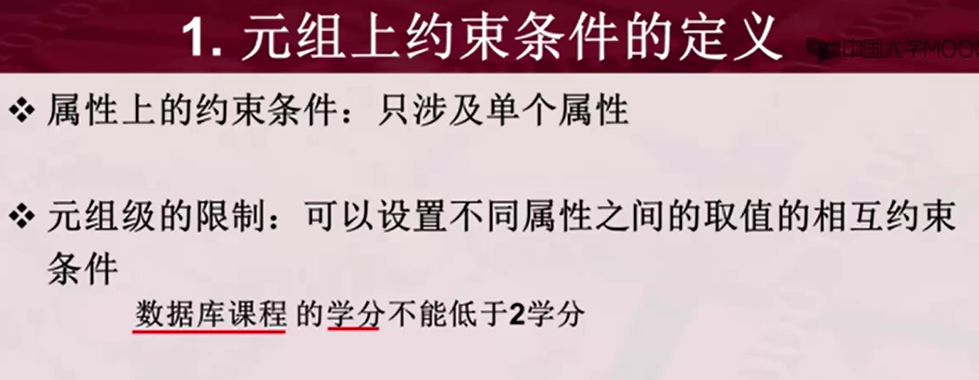 1. 元组上约束条件的定义
中国大学MOO
❖ 属性上的约束条件：只涉及单个属性
❖ 元组级的限制：可以设置不同属性之间的取值的相互约束
条件
数据库课程 的学分不能低于2学分